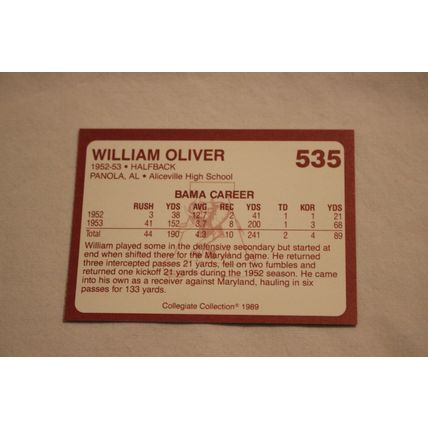 WILLIAM OLIVER 535
1952-53 • HALFBACK
PANOLA, AL • Aliceville High School
BAMA CAREER
RUSH YDS AVG REC YDS TD KOR YDS
1952 3 38 12.7 2 41 1 1 21
1953 41 152 3.7 8 200 1 3 68
Total 44 190 4.3 10 241 2 4 89
William played some in the defensive secondary but started at
end when shifted there for the Maryland game. He returned
three intercepted passes 21 yards, fell on two fumbles and
returned one kickoff 21 yards during the 1952 season. He came
into his own as a receiver against Maryland, hauling in six
passes for 133 yards.
Collegiate Collection® 1989